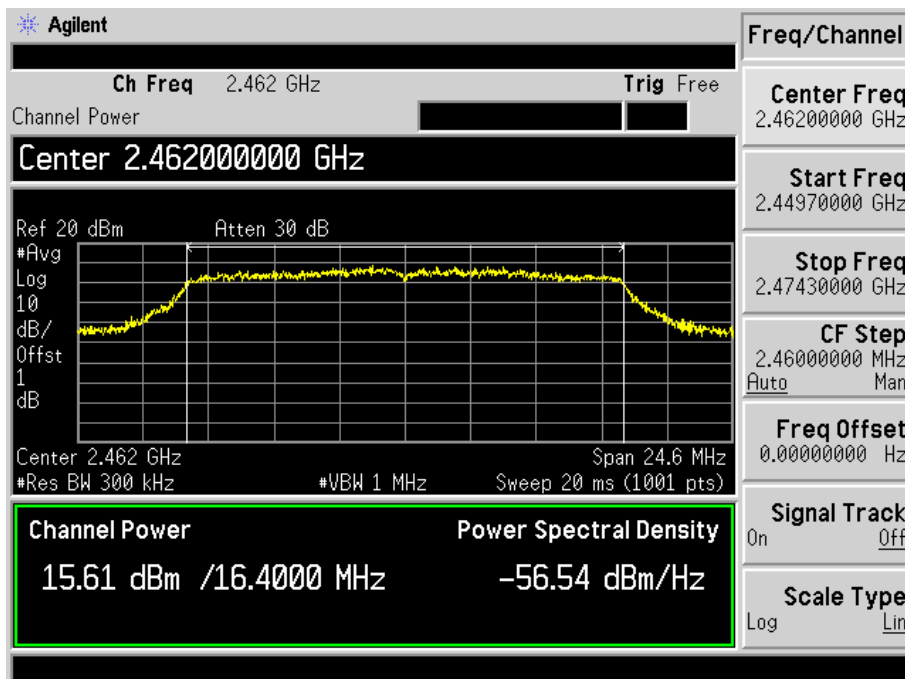 Agilent
Ch Freq 2.462 GHz Trig Free
Channel Power
Center 2.462000000 GHz
Ref 20 dBm Atten 30 dB
#Avg
Log
10
dB/
Offst
1
dB
Center 2.462 GHz Span 24.6 MHz
#Res BW 300 kHz #VBW 1 MHz Sweep 20 ms (1001 pts)
Channel Power Power Spectral Density
15.61 dBm /16.4000 MHz -56.54 dBm/Hz
Freq/Channel
Center Freq
2.46200000 GHz
Start Freq
2.44970000 GHz
Stop Freq
2.47430000 GHz
CF Step
2.46000000 MHz
Auto Man
Freq Offset
0.00000000 Hz
Signal Track
On Off
Scale Type
Log Lin